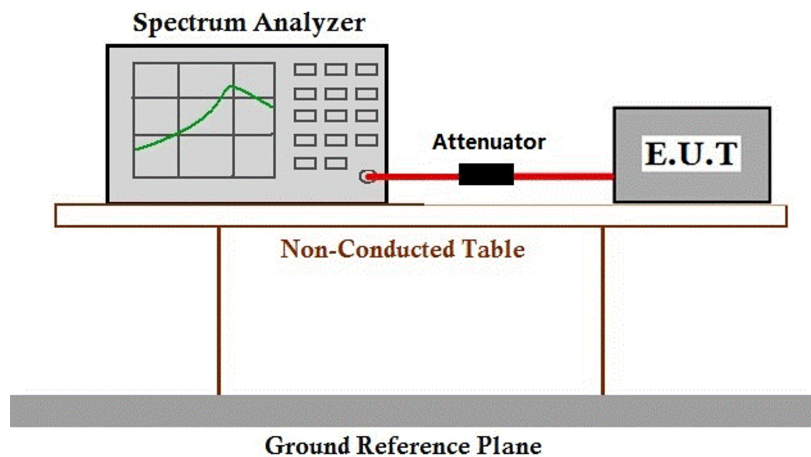 Spectrum Analyzer
Attenuator
E.U.T
Non-Conducted Table
Ground Reference Plane